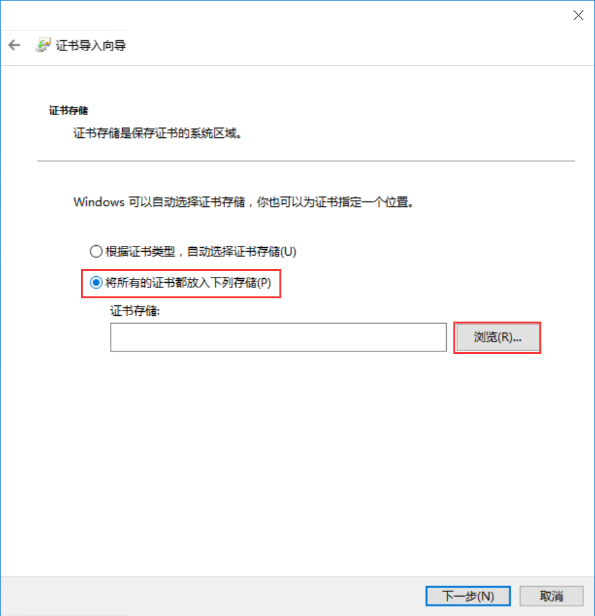 证书导入向导
证书存储
证书存储是保存证书的系统区域。
Windows 可以自动选择证书存储，你也可以为证书指定一个位置。
根据证书类型，自动选择证书存储(U)
将所有的证书都放入下列存储(P)
证书存储:
浏览(R)...
下一步(N)
取消